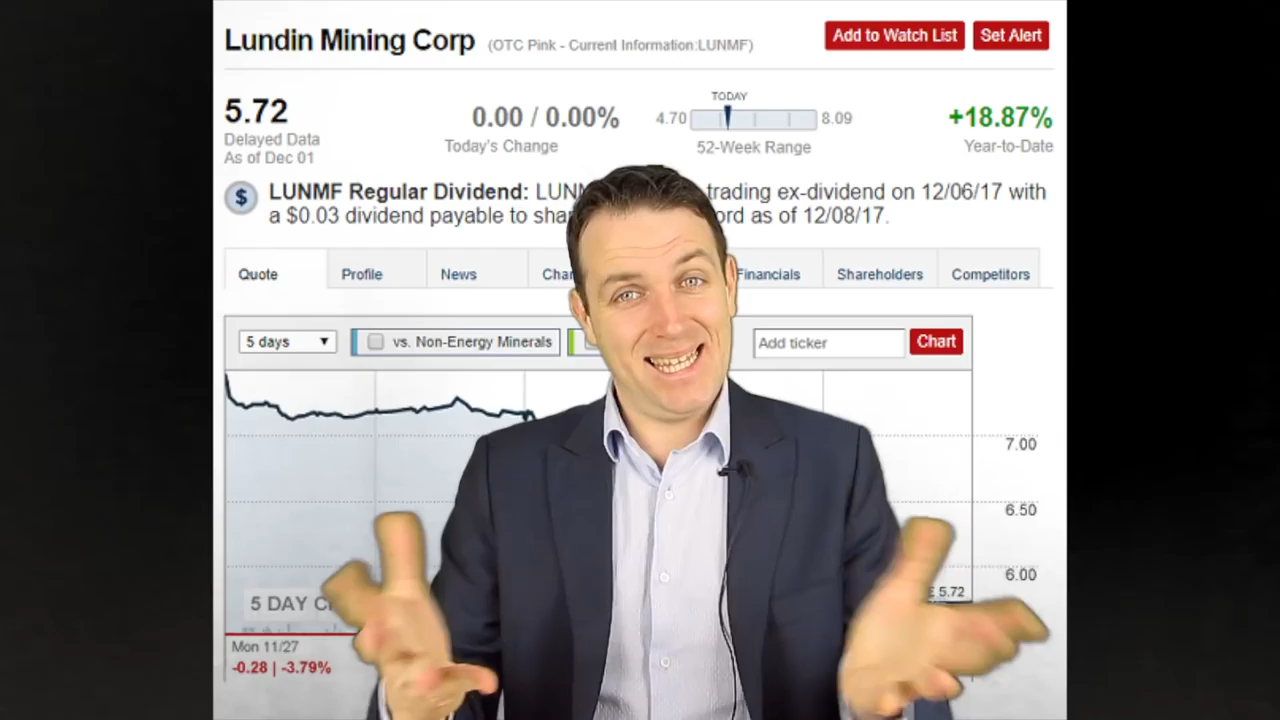 Lundin Mining Corp (OTC Pink - Current Information:LUNMF) Add to Watch List Set Alert
TODAY
5.72 0.00 / 0.00% 4.70 8.09 +18.87%
Delayed Data Today's Change 52-Week Range Year-to-Date
As of Dec 01
$ LUNMF Regular Dividend: trading ex-dividend on 12/06/17 with
a $0.03 dividend payable to as of 12/08/17.
Quote Profile News Financials Shareholders Competitors
5 days ▼ vs. Non-Energy Minerals Add ticker Chart
7.00
6.50
6.00
5.72
5 DAY
Mon 11/27
-0.28 | -3.79%